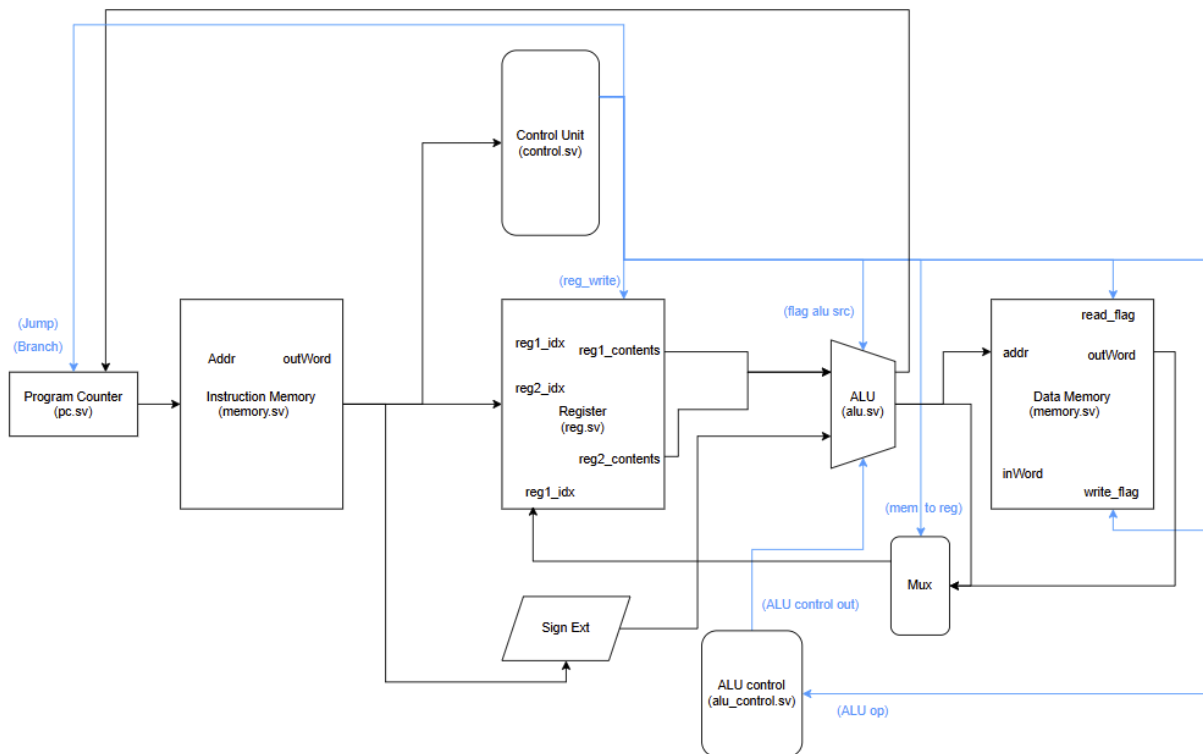 Control Unit
(control.sv)
(reg_write)
(flag alu src)
(Jump)
(Branch)
Program Counter
(pc.sv)
Addr
outWord
Instruction Memory
(memory.sv)
reg1_idx
reg1_contents
reg2_idx
Register
(reg.sv)
reg2_contents
reg1_idx
ALU
(alu.sv)
read_flag
addr
outWord
Data Memory
(memory.sv)
inWord
write_flag
(mem to reg)
Mux
(ALU control out)
Sign Ext
ALU control
(alu_control.sv)
(ALU op)